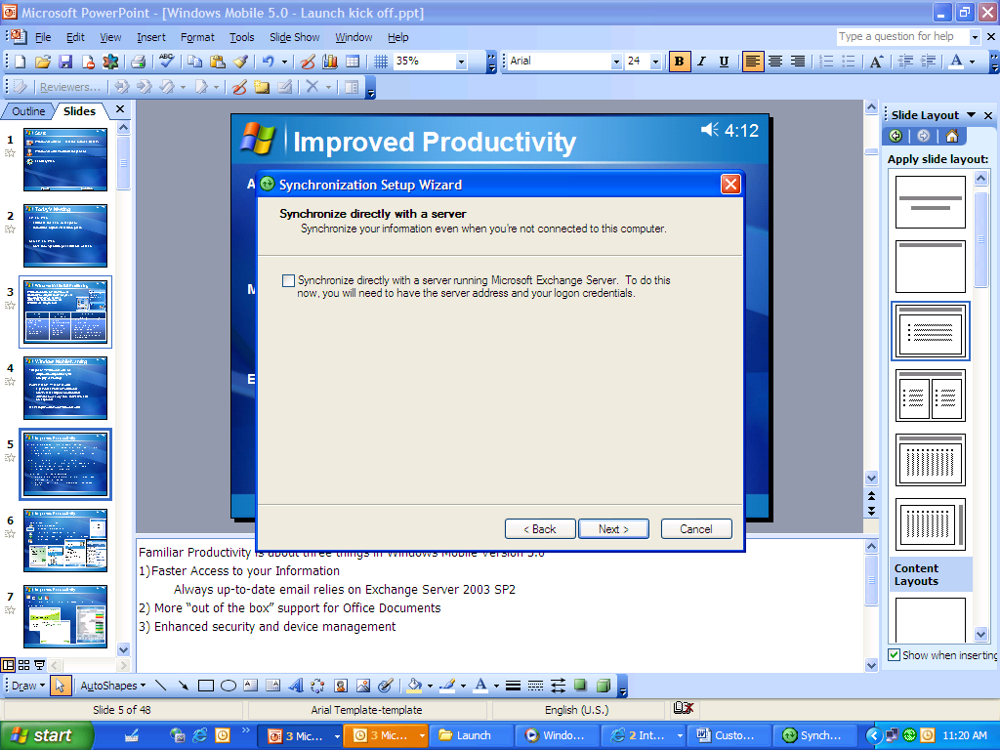 Microsoft PowerPoint - [Windows Mobile 5.0 - Launch kick off.ppt]
File Edit View Insert Format Tools Slide Show Window Help
Type a question for help
35%
Arial
24
B I U
A
A
Reviewers...
Outline
Slides
Slide Layout
Apply slide layout:
1
2
3
4
5
6
7
Improved Productivity
4:12
A
M
E
Synchronization Setup Wizard
Synchronize directly with a server
Synchronize your information even when you're not connected to this computer.
Synchronize directly with a server running Microsoft Exchange Server. To do this
now, you will need to have the server address and your logon credentials.
< Back
Next >
Cancel
Familiar Productivity is about three things in Windows Mobile Version 5.0
1)Faster Access to your Information
Always up-to-date email relies on Exchange Server 2003 SP2
2) More “out of the box” support for Office Documents
3) Enhanced security and device management
Content
Layouts
Show when inserting
Draw
AutoShapes
Slide 5 of 48
Arial Template-template
English (U.S.)
start
3 Mic...
3 Mic...
Launch
Windo...
2 Int...
Custo...
Synch...
11:20 AM